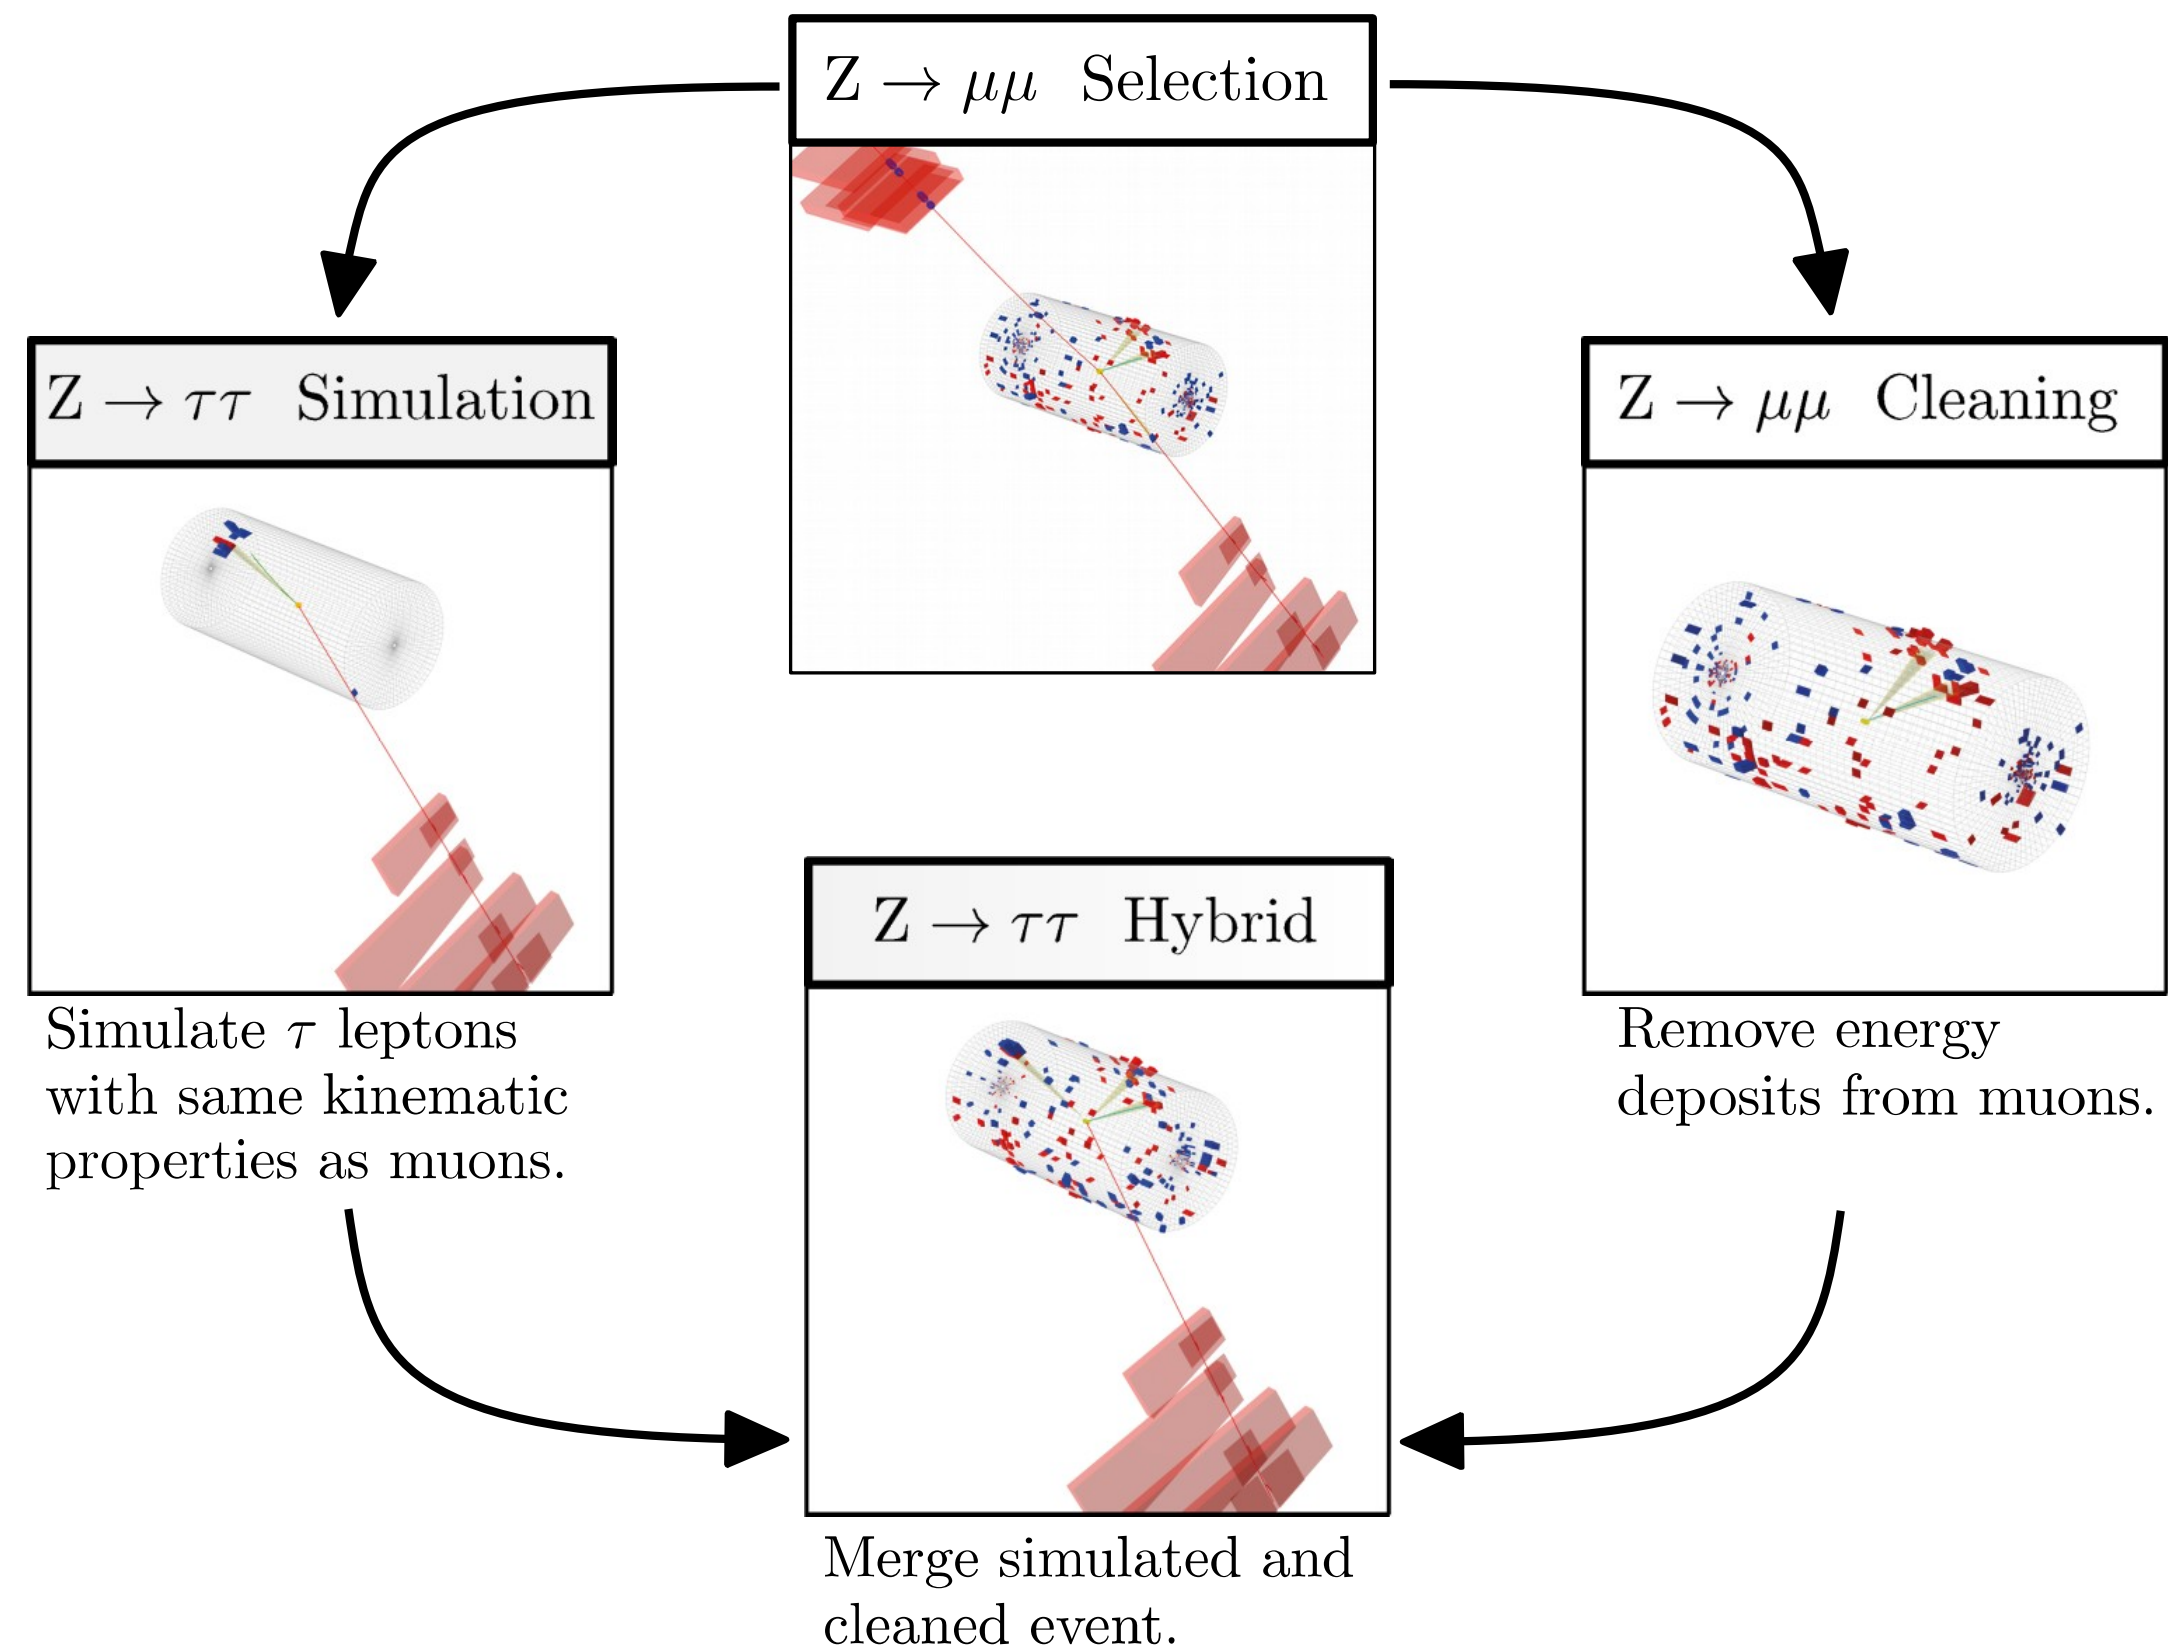 Z → μμ Selection
Z → ττ Simulation
Z → μμ Cleaning
Simulate τ leptons
with same kinematic
properties as muons.
Remove energy
deposits from muons.
Z → ττ Hybrid
Merge simulated and
cleaned event.